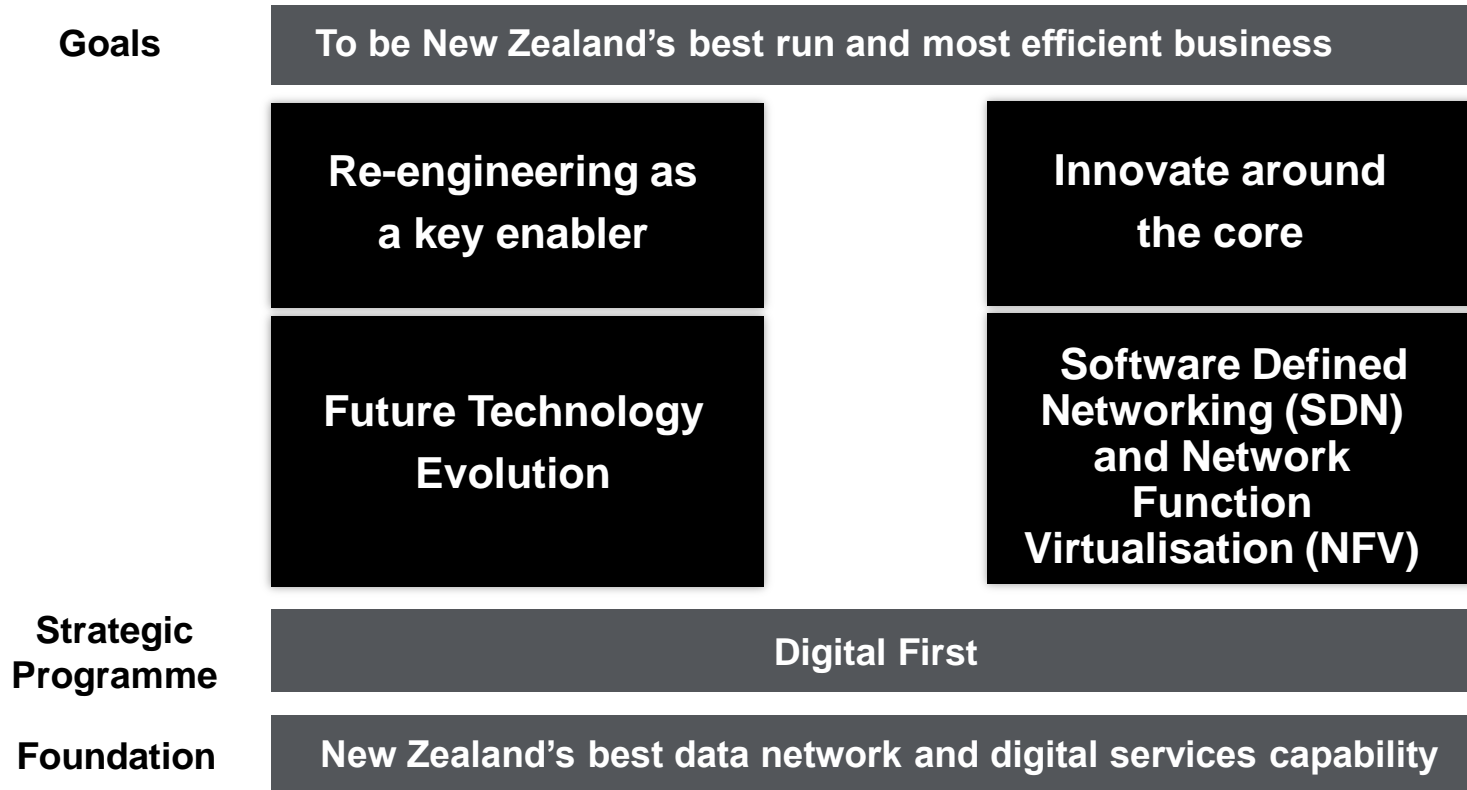 Goals
To be New Zealand’s best run and most efficient business
Re-engineering as
a key enabler
Innovate around
the core
Future Technology
Evolution
Software Defined
Networking (SDN)
and Network
Function
Virtualisation (NFV)
Strategic
Programme
Digital First
Foundation
New Zealand’s best data network and digital services capability